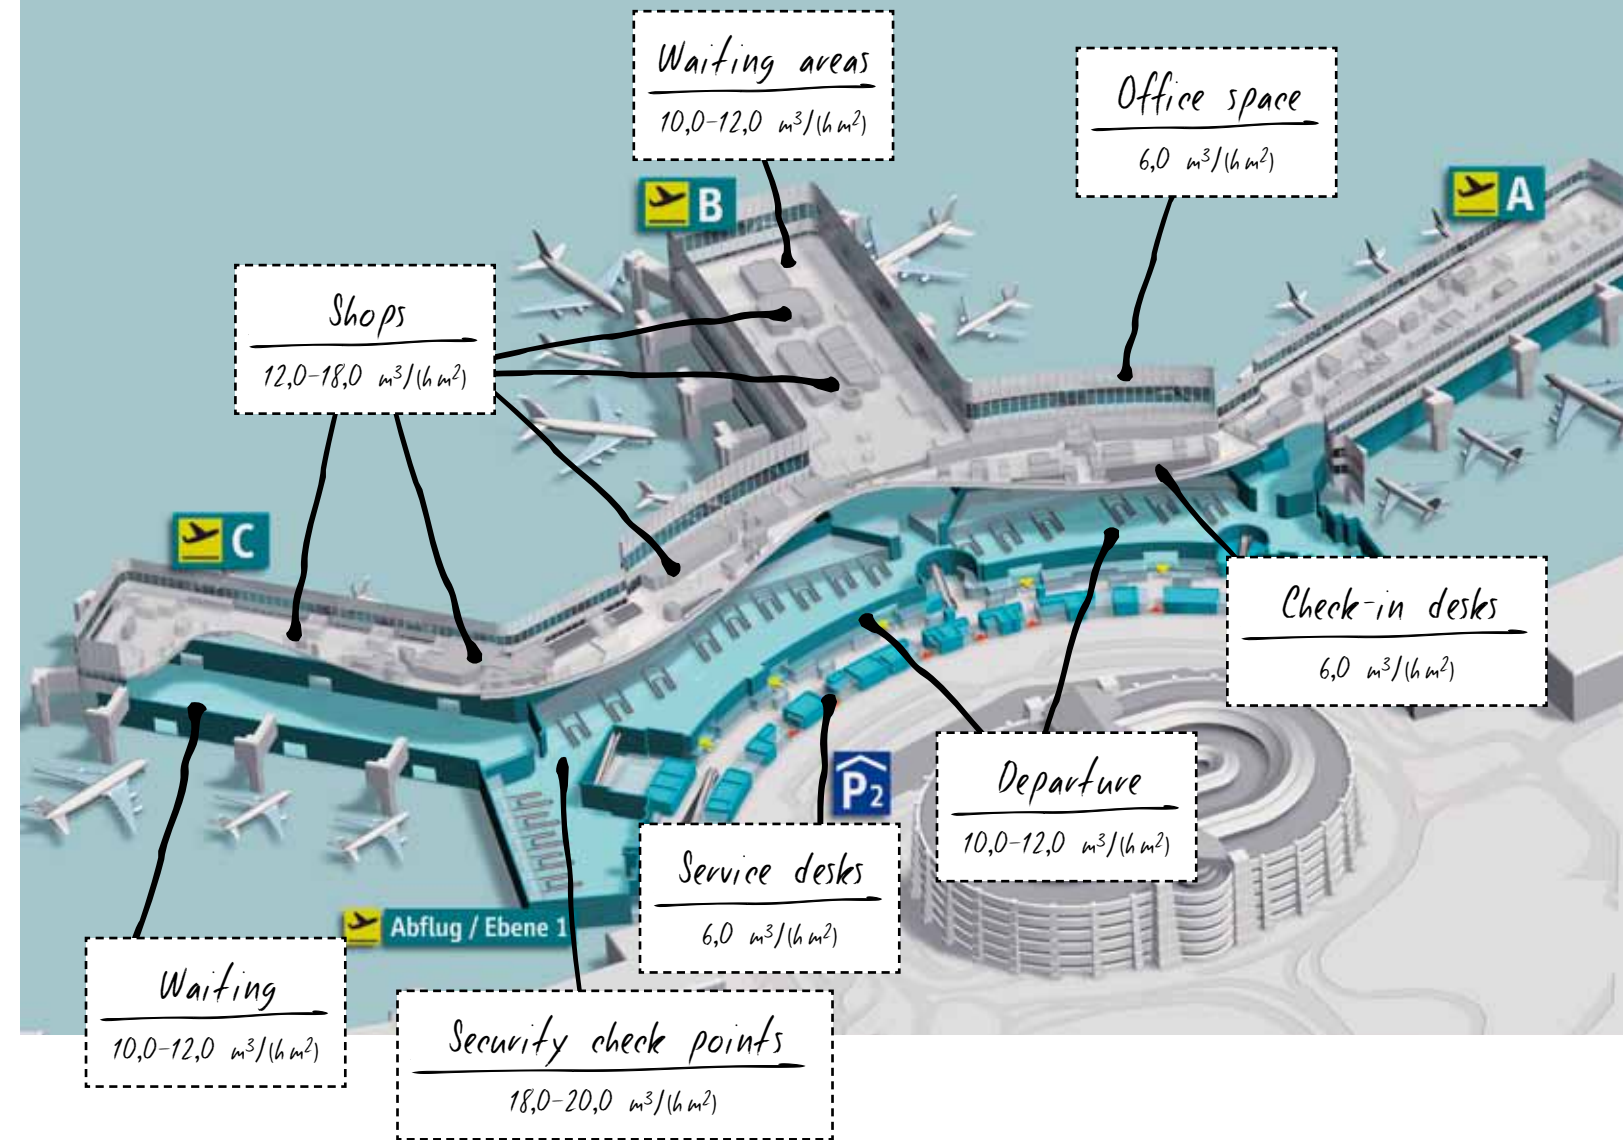 Waiting areas
10,0-12,0 m³/(h m²)
Office space
6,0 m³/(h m²)
B
A
Shops
12,0-18,0 m³/(h m²)
C
Check-in desks
6,0 m³/(h m²)
Departure
10,0-12,0 m³/(h m²)
P2
Service desks
6,0 m³/(h m²)
Abflug / Ebene 1
Waiting
10,0-12,0 m³/(h m²)
Security check points
18,0-20,0 m³/(h m²)